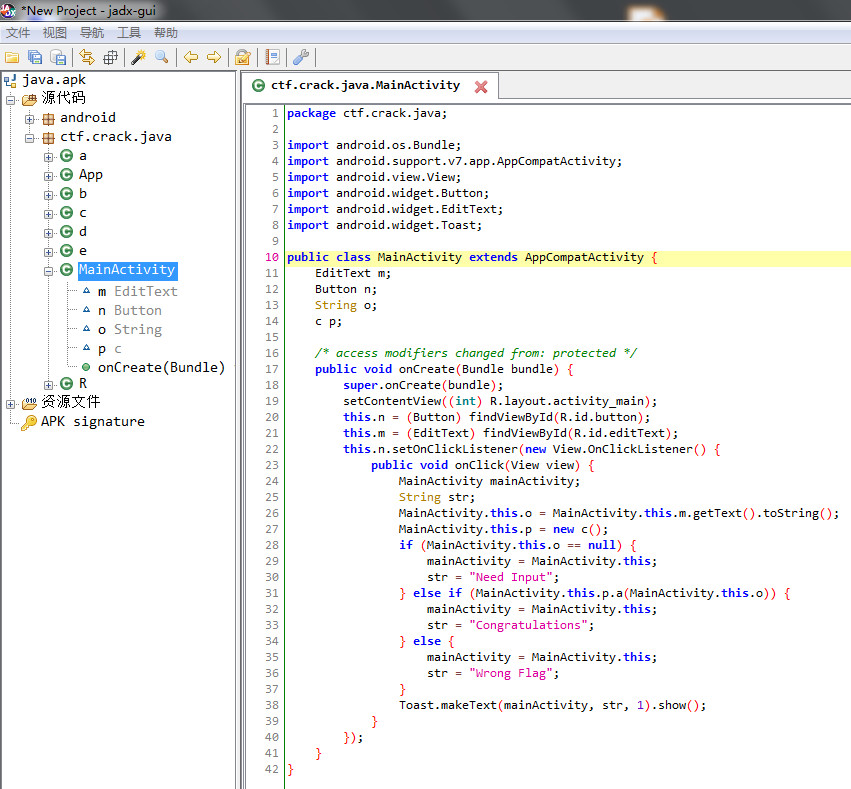 *New Project - jadx-gui
文件 视图 导航 工具 帮助
java.apk
源代码
android
ctf.crack.java
a
App
b
c
d
e
MainActivity
m EditText
n Button
o String
p c
onCreate(Bundle)
R
资源文件
APK signature
ctf.crack.java.MainActivity
1 package ctf.crack.java;
2
3 import android.os.Bundle;
4 import android.support.v7.app.AppCompatActivity;
5 import android.view.View;
6 import android.widget.Button;
7 import android.widget.EditText;
8 import android.widget.Toast;
9
10 public class MainActivity extends AppCompatActivity {
11     EditText m;
12     Button n;
13     String o;
14     c p;
15
16     /* access modifiers changed from: protected */
17     public void onCreate(Bundle bundle) {
18         super.onCreate(bundle);
19         setContentView((int) R.layout.activity_main);
20         this.n = (Button) findViewById(R.id.button);
21         this.m = (EditText) findViewById(R.id.editText);
22         this.n.setOnClickListener(new View.OnClickListener() {
23             public void onClick(View view) {
24                 MainActivity mainActivity;
25                 String str;
26                 MainActivity.this.o = MainActivity.this.m.getText().toString();
27                 MainActivity.this.p = new c();
28                 if (MainActivity.this.o == null) {
29                     mainActivity = MainActivity.this;
30                     str = "Need Input";
31                 } else if (MainActivity.this.p.a(MainActivity.this.o)) {
32                     mainActivity = MainActivity.this;
33                     str = "Congratulations";
34                 } else {
35                     mainActivity = MainActivity.this;
36                     str = "Wrong Flag";
37                 }
38                 Toast.makeText(mainActivity, str, 1).show();
39             }
40         });
41     }
42 }